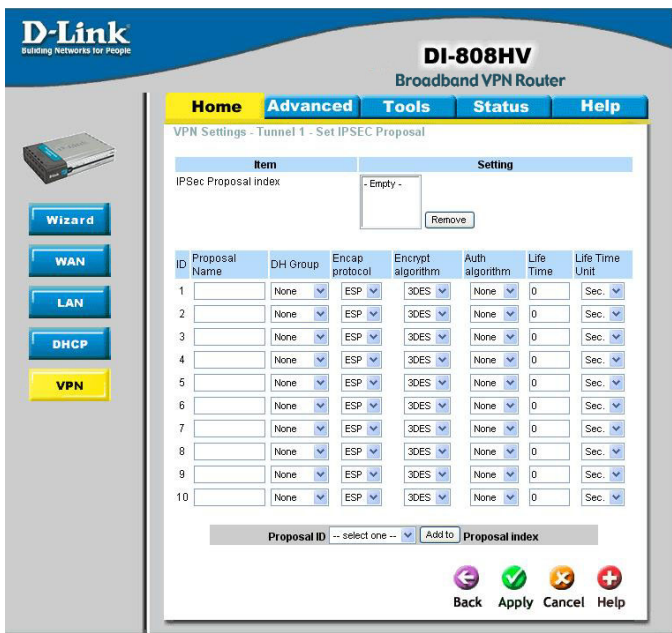 D-Link
Building Networks for People
DI-808HV
Broadband VPN Router
Home Advanced Tools Status Help
VPN Settings - Tunnel 1 - Set IPSEC Proposal
Item Setting
IPSec Proposal index - Empty -
Remove
Wizard
WAN
LAN
DHCP
VPN
ID Proposal Name DH Group Encap protocol Encrypt algorithm Auth algorithm Life Time Life Time Unit
1 None ESP 3DES None 0 Sec.
2 None ESP 3DES None 0 Sec.
3 None ESP 3DES None 0 Sec.
4 None ESP 3DES None 0 Sec.
5 None ESP 3DES None 0 Sec.
6 None ESP 3DES None 0 Sec.
7 None ESP 3DES None 0 Sec.
8 None ESP 3DES None 0 Sec.
9 None ESP 3DES None 0 Sec.
10 None ESP 3DES None 0 Sec.
Proposal ID -- select one -- Add to Proposal index
Back Apply Cancel Help